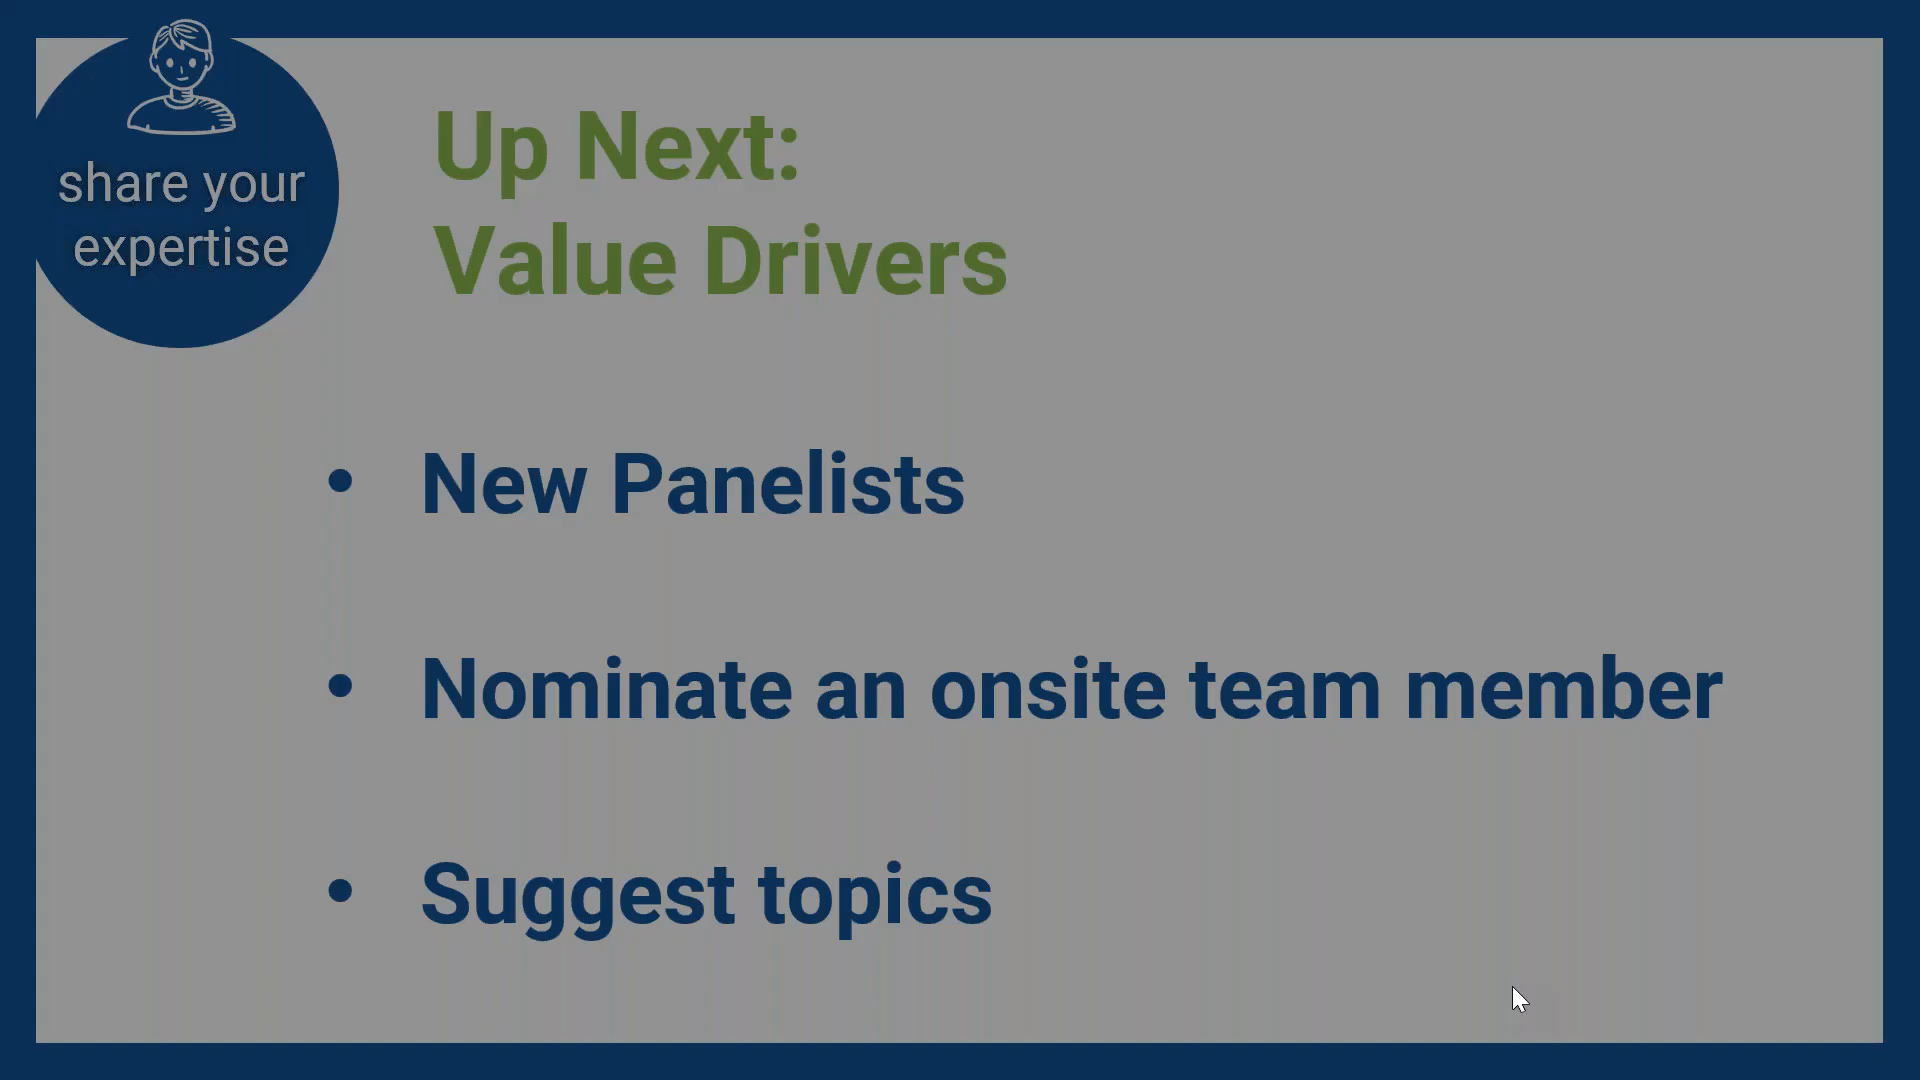 share your
expertise
Up Next:
Value Drivers
• New Panelists
• Nominate an onsite team member
• Suggest topics